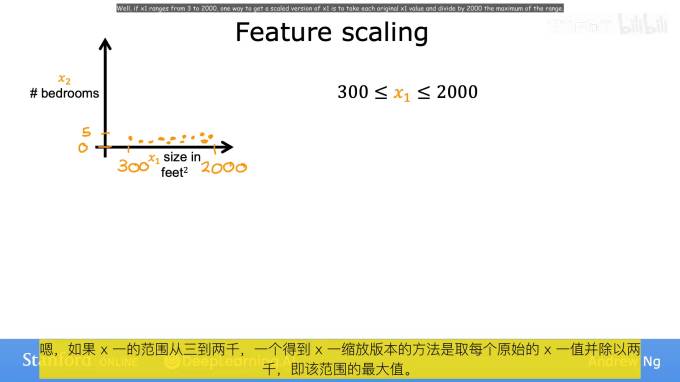 Well, if x1 ranges from 3 to 2000, one way to get a scaled version of x1 is to take each original x1 value and divide by 2000 the maximum of the range.
Feature scaling
bilibili
x₂
# bedrooms
300 ≤ x₁ ≤ 2000
5
0
x₁ size in
feet²
300
2000
嗯，如果 x 一的范围从三到两千，一个得到 x 一缩放版本的方法是取每个原始的 x 一值并除以两
千，即该范围的最大值。
Stanford ONLINE
DeepLearning.AI
Andrew Ng